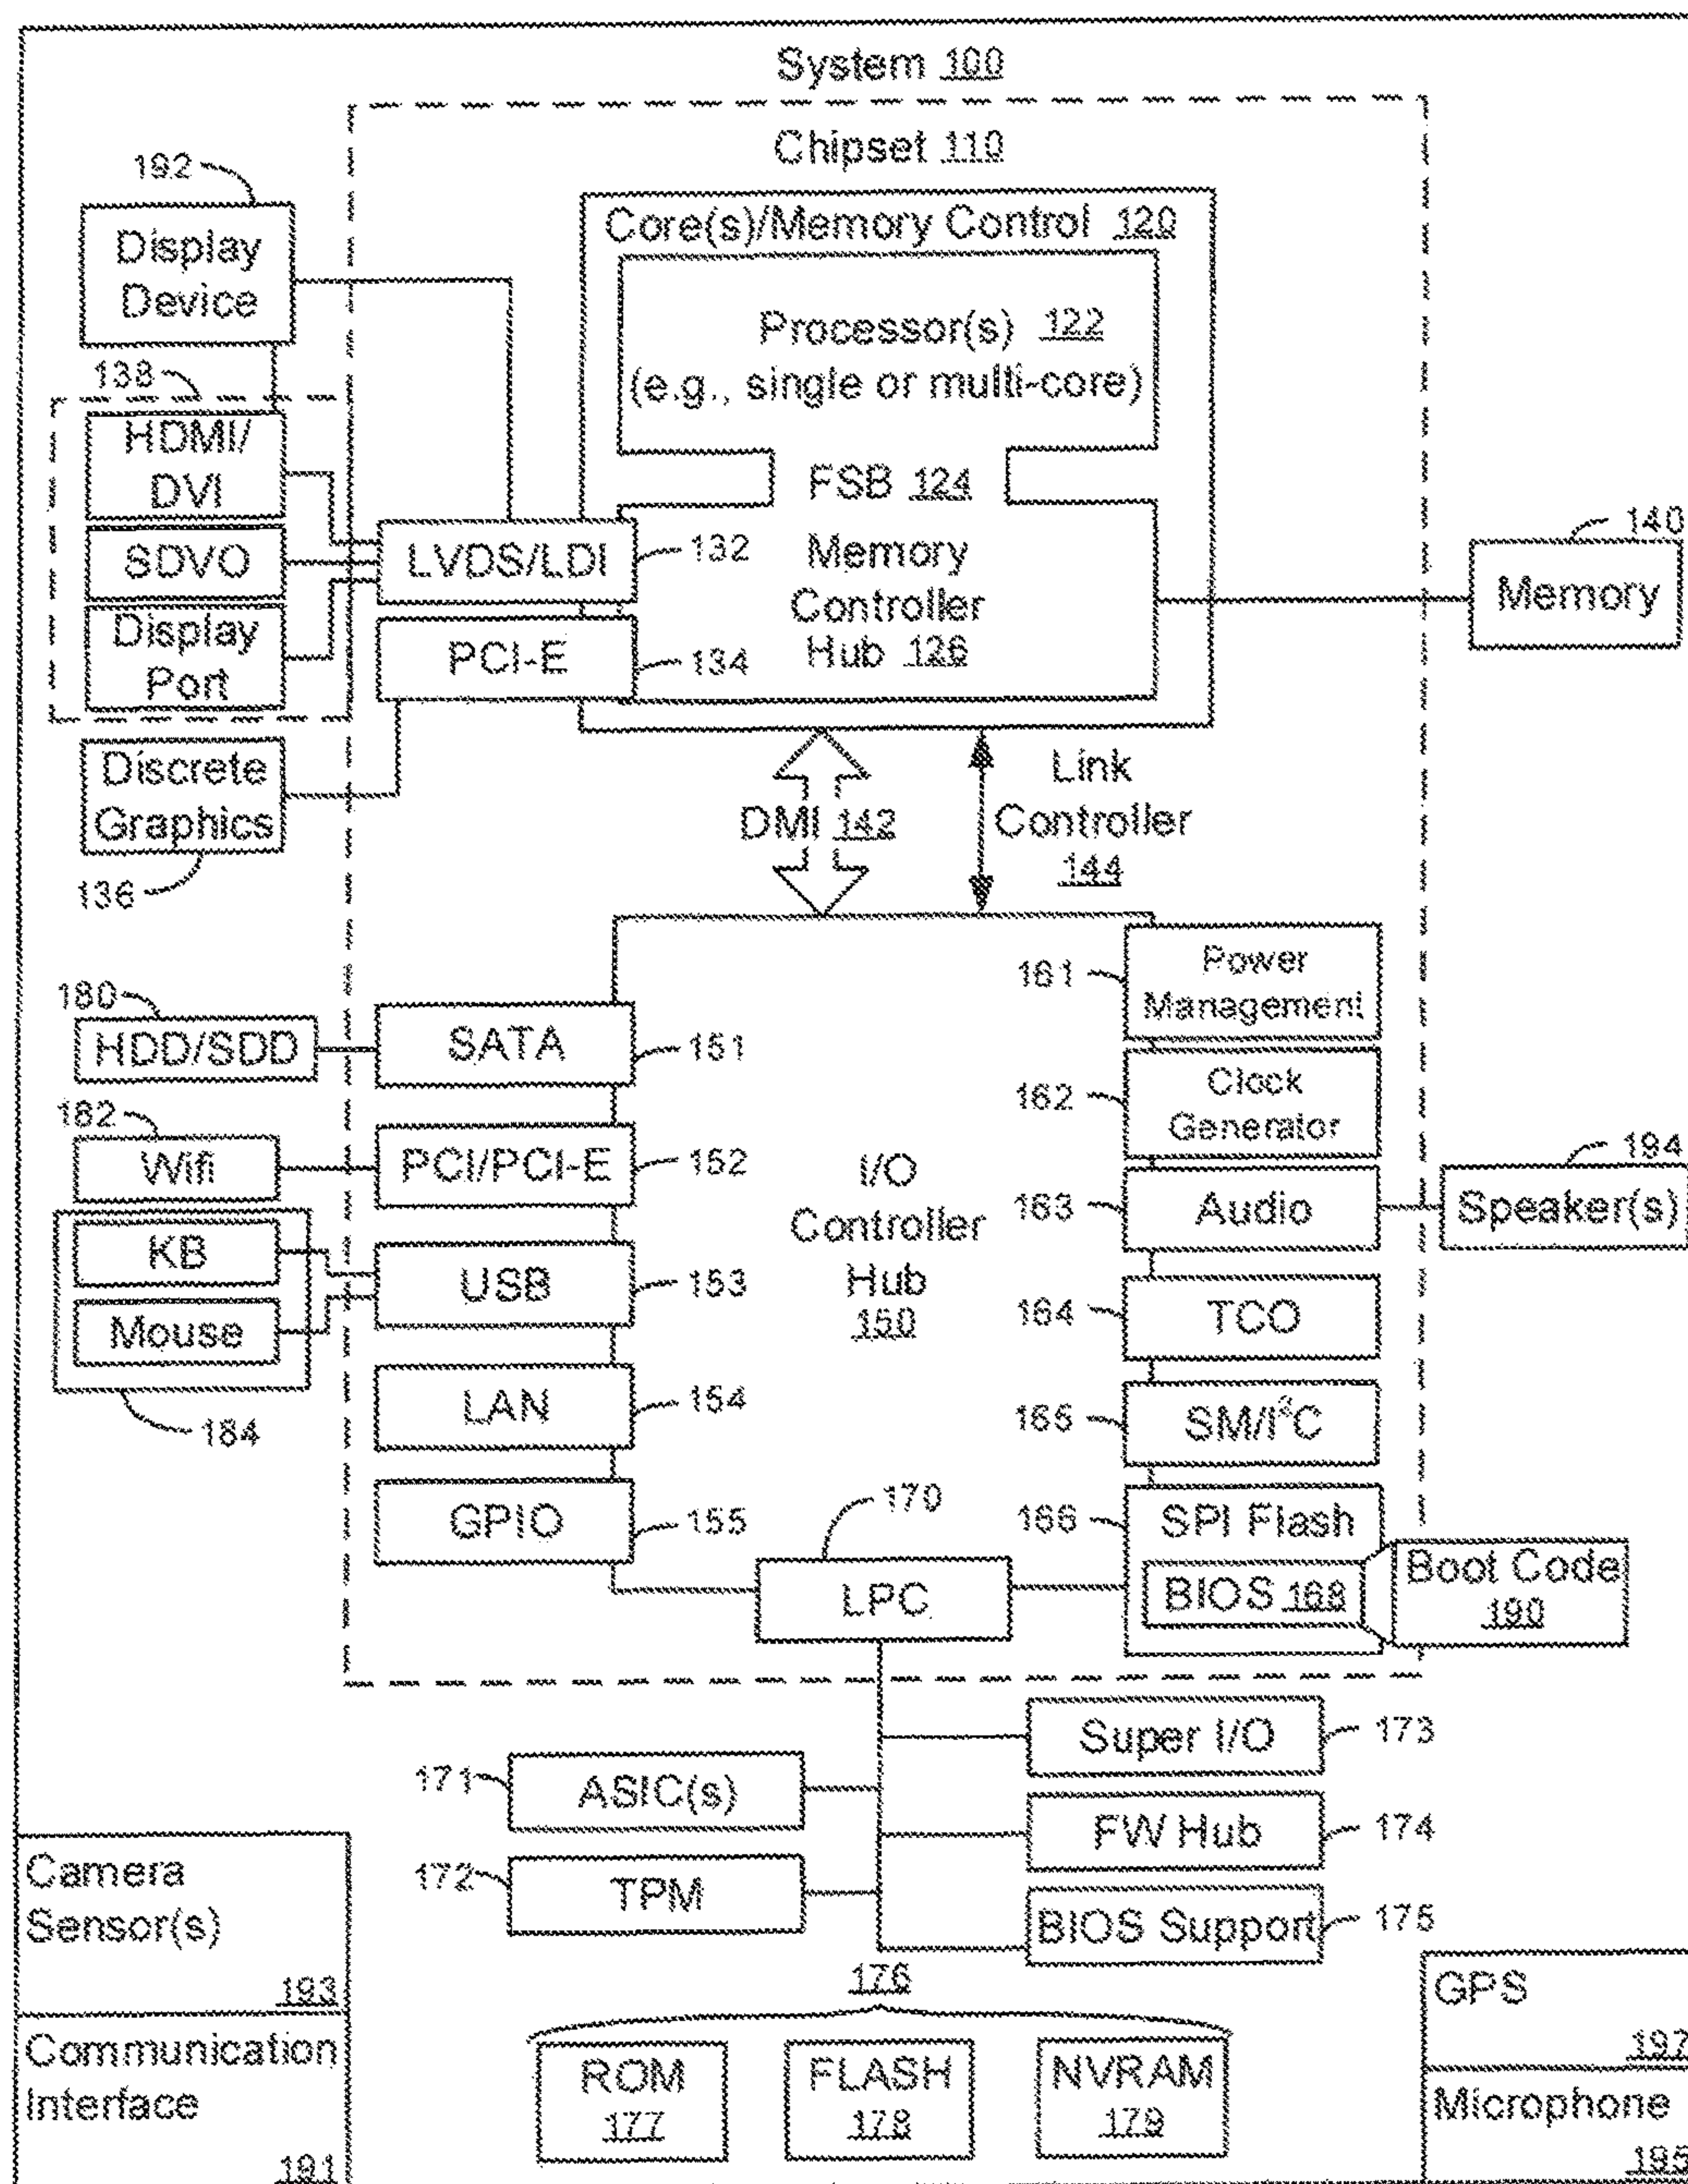 System 100
Chipset 110
192
Display
Device
Core(s)/Memory Control 120
Processor(s) 122
(e.g., single or multi-core)
138
HDMI/
DVI
SDVO
Display
Port
FSB 124
LVDS/LDI
132
PCI-E
134
Memory
Controller
Hub 126
140
Memory
Discrete
Graphics
136
DMI 142
Link
Controller
144
180
HDD/SDD
SATA
151
182
Wifi
PCI/PCI-E
152
KB
Mouse
184
USB
153
LAN
154
GPIO
155
I/O
Controller
Hub
150
161
Power
Management
162
Clock
Generator
163
Audio
194
Speaker(s)
164
TCO
165
SM/I²C
166
SPI Flash
BIOS 168
Boot Code
190
170
LPC
171
ASIC(s)
172
TPM
Super I/O
173
FW Hub
174
BIOS Support
175
176
ROM
177
FLASH
178
NVRAM
179
Camera
Sensor(s)
193
Communication
Interface
191
GPS
197
Microphone
195